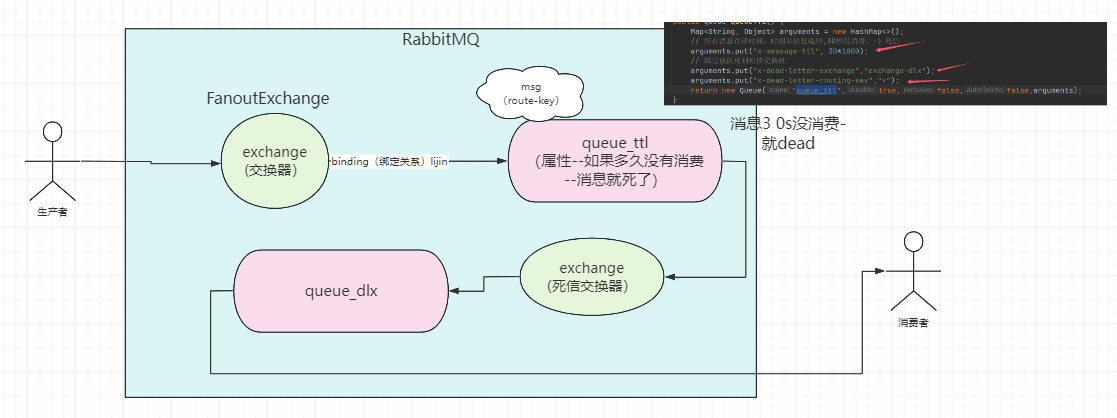 public Queue queueTTL() {
Map<String, Object> arguments = new HashMap<>();
arguments.put("x-message-ttl", 30*1000);
arguments.put("x-dead-letter-exchange","exchange-dlx");
arguments.put("x-dead-letter-routing-key","*");
return new Queue( name: "queue_ttl", durable: true, exclusive: false, autoDelete: false,arguments);
}
RabbitMQ
msg
(route-key)
FanoutExchange
消息3 0s没消费-
就dead
exchange
(交换器)
binding（绑定关系）lijin
queue_ttl
(属性--如果多久没有消费
--消息就死了)
生产者
exchange
(死信交换器)
queue_dlx
消费者